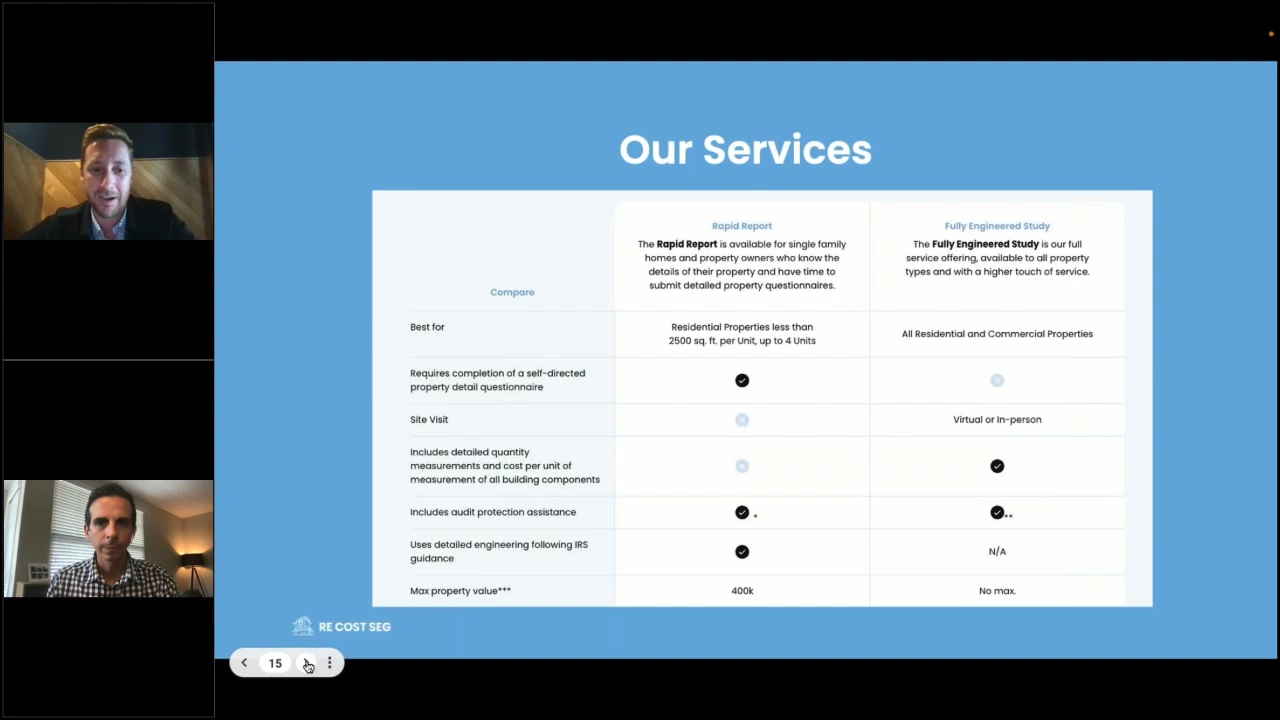 Our Services
Rapid Report
The Rapid Report is available for single family
homes and property owners who know the
details of their property and have time to
submit detailed property questionnaires.
Fully Engineered Study
The Fully Engineered Study is our full
service offering, available to all property
types and with a higher touch of service.
Compare
Best for
Residential Properties less than
2500 sq. ft. per Unit, up to 4 Units
All Residential and Commercial Properties
Requires completion of a self-directed
property detail questionnaire
Site Visit
Virtual or In-person
Includes detailed quantity
measurements and cost per unit of
measurement of all building components
Includes audit protection assistance
*
**
Uses detailed engineering following IRS
guidance
N/A
Max property value***
400k
No max.
RE COST SEG
15